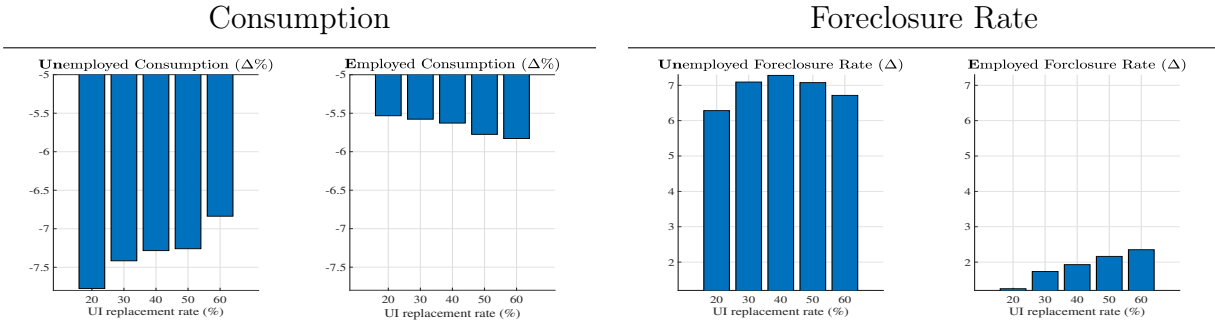 Consumption
Foreclosure Rate
Unemployed Consumption (Δ%)
-5
-5.5
-6
-6.5
-7
-7.5
20 30 40 50 60
UI replacement rate (%)
Employed Consumption (Δ%)
-5
-5.5
-6
-6.5
-7
-7.5
20 30 40 50 60
UI replacement rate (%)
Unemployed Foreclosure Rate (Δ)
7
6
5
4
3
2
20 30 40 50 60
UI replacement rate (%)
Employed Forclosure Rate (Δ)
7
6
5
4
3
2
20 30 40 50 60
UI replacement rate (%)